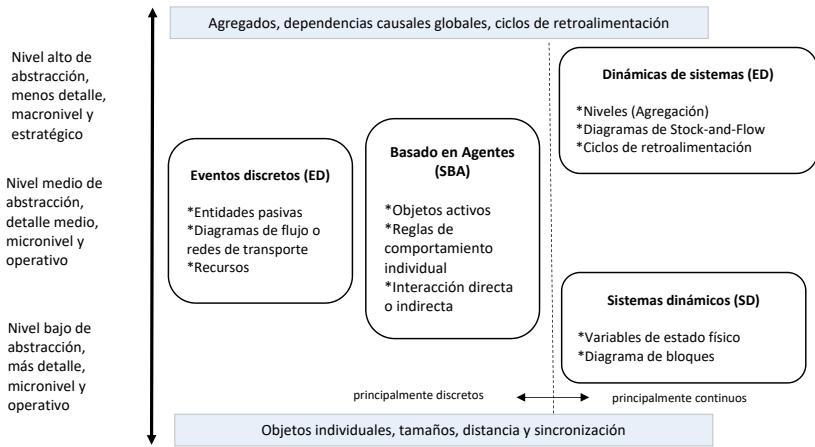 Agregados, dependencias causales globales, ciclos de retroalimentación
Nivel alto de
abstracción,
menos detalle,
macronivel y
estratégico
Nivel medio de
abstracción,
detalle medio,
micronivel y
operativo
Nivel bajo de
abstracción,
más detalle,
micronivel y
operativo
Eventos discretos (ED)
*Entidades pasivas
*Diagramas de flujo o
redes de transporte
*Recursos
Basado en Agentes
(SBA)
*Objetos activos
*Reglas de
comportamiento
individual
*Interacción directa
o indirecta
Dinámicas de sistemas (ED)
*Niveles (Agregación)
*Diagramas de Stock-and-Flow
*Ciclos de retroalimentación
Sistemas dinámicos (SD)
*Variables de estado físico
*Diagrama de bloques
principalmente discretos
principalmente continuos
Objetos individuales, tamaños, distancia y sincronización